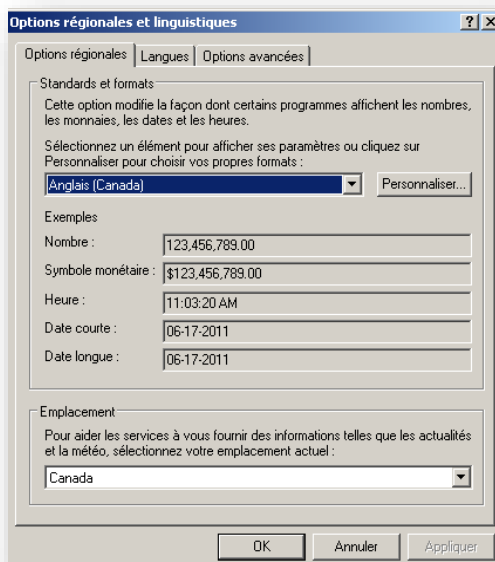 Options régionales et linguistiques
Options régionales
Langues
Options avancées
Standards et formats
Cette option modifie la façon dont certains programmes affichent les nombres,
les monnaies, les dates et les heures.
Sélectionnez un élément pour afficher ses paramètres ou cliquez sur
Personnaliser pour choisir vos propres formats :
Anglais (Canada)
Personnaliser...
Exemples
Nombre : 123,456,789.00
Symbole monétaire : $123,456,789.00
Heure : 11:03:20 AM
Date courte : 06-17-2011
Date longue : 06-17-2011
Emplacement
Pour aider les services à vous fournir des informations telles que les actualités
et la météo, sélectionnez votre emplacement actuel :
Canada
OK
Annuler
Appliquer